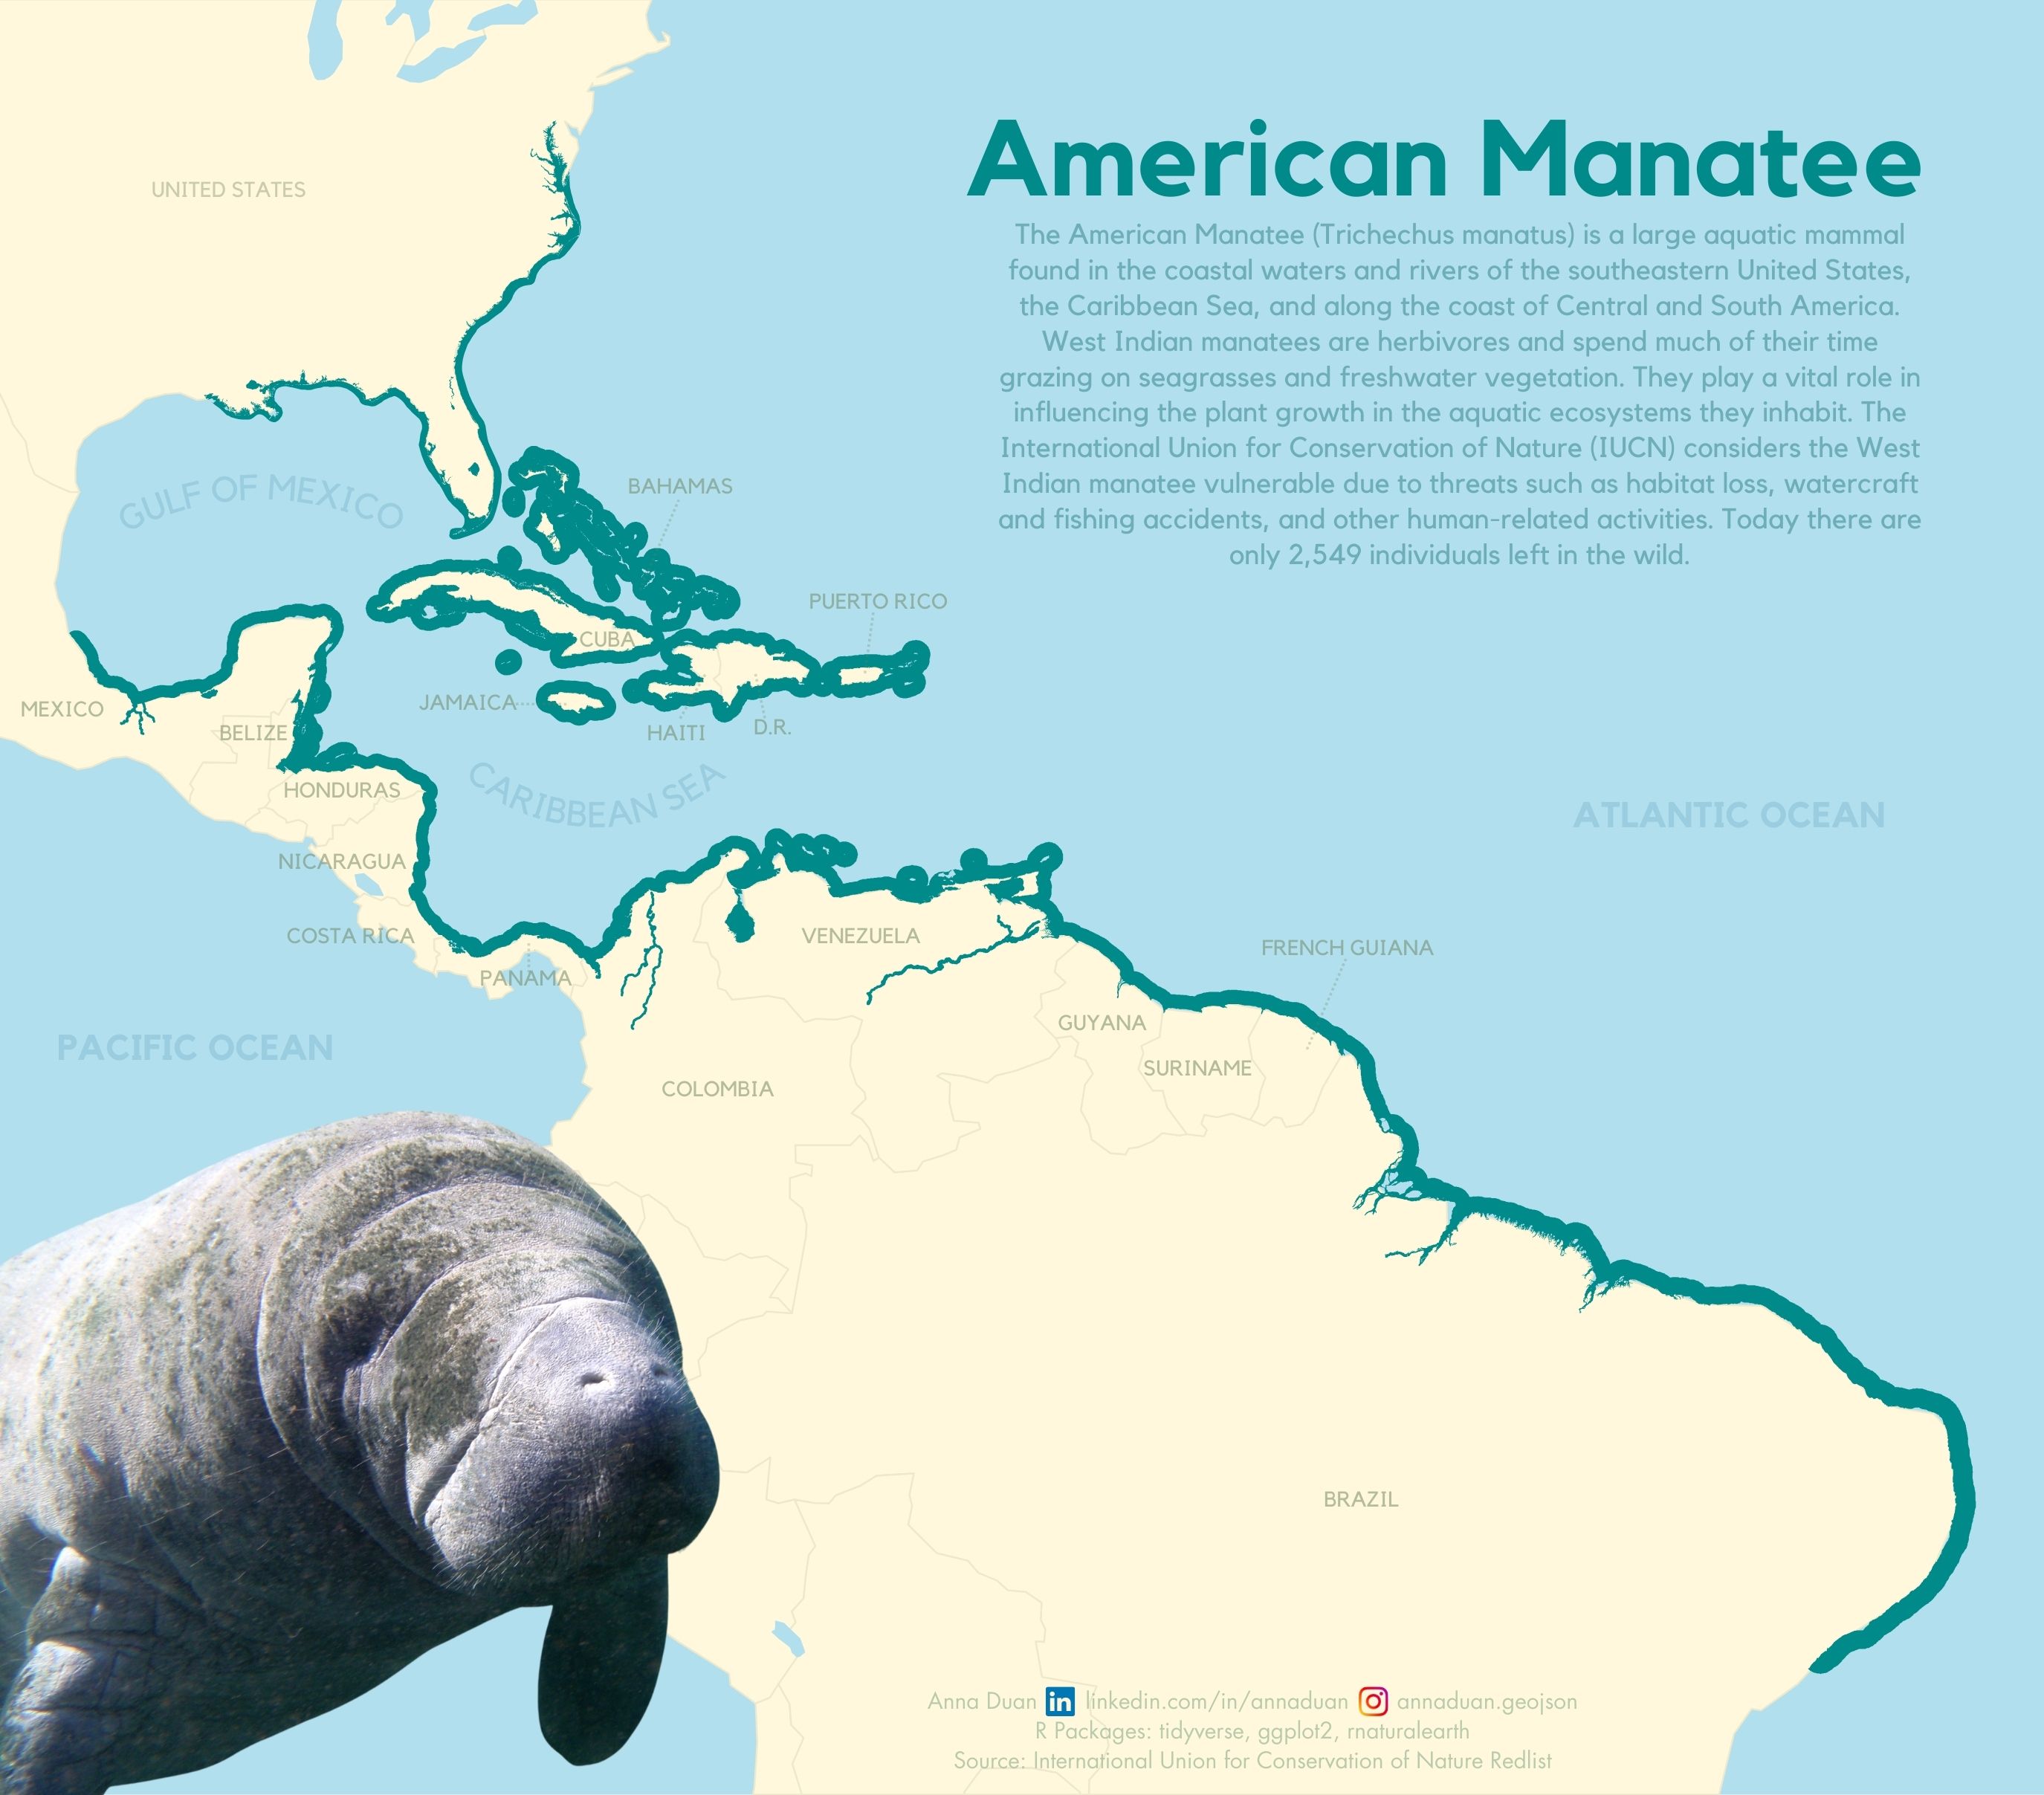 American Manatee
The American Manatee (Trichechus manatus) is a large aquatic mammal
found in the coastal waters and rivers of the southeastern United States,
the Caribbean Sea, and along the coast of Central and South America.
West Indian manatees are herbivores and spend much of their time
grazing on seagrasses and freshwater vegetation. They play a vital role in
influencing the plant growth in the aquatic ecosystems they inhabit. The
International Union for Conservation of Nature (IUCN) considers the West
Indian manatee vulnerable due to threats such as habitat loss, watercraft
and fishing accidents, and other human-related activities. Today there are
only 2,549 individuals left in the wild.
UNITED STATES
GULF OF MEXICO
BAHAMAS
PUERTO RICO
CUBA
JAMAICA
MEXICO
HAITI
D.R.
BELIZE
HONDURAS
CARIBBEAN SEA
ATLANTIC OCEAN
NICARAGUA
COSTA RICA
PANAMA
VENEZUELA
FRENCH GUIANA
GUYANA
PACIFIC OCEAN
SURINAME
COLOMBIA
BRAZIL
Anna Duan in linkedin.com/in/annaduan annaduan.geojson
R Packages: tidyverse, ggplot2, rnaturalearth
Source: International Union for Conservation of Nature Redlist